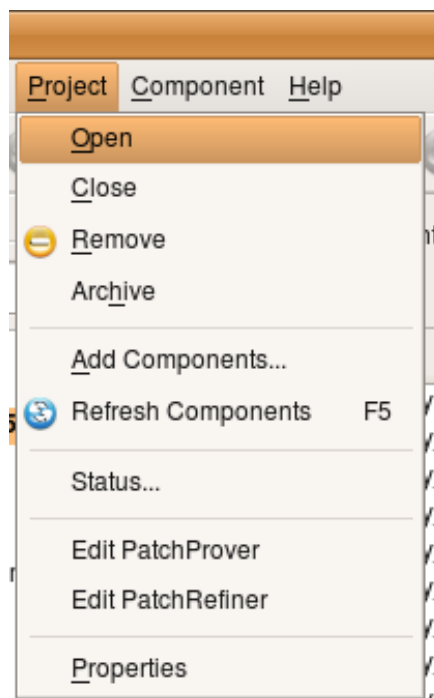 Project Component Help
Open
Close
Remove
Archive
Add Components...
Refresh Components F5
Status...
Edit PatchProver
Edit PatchRefiner
Properties